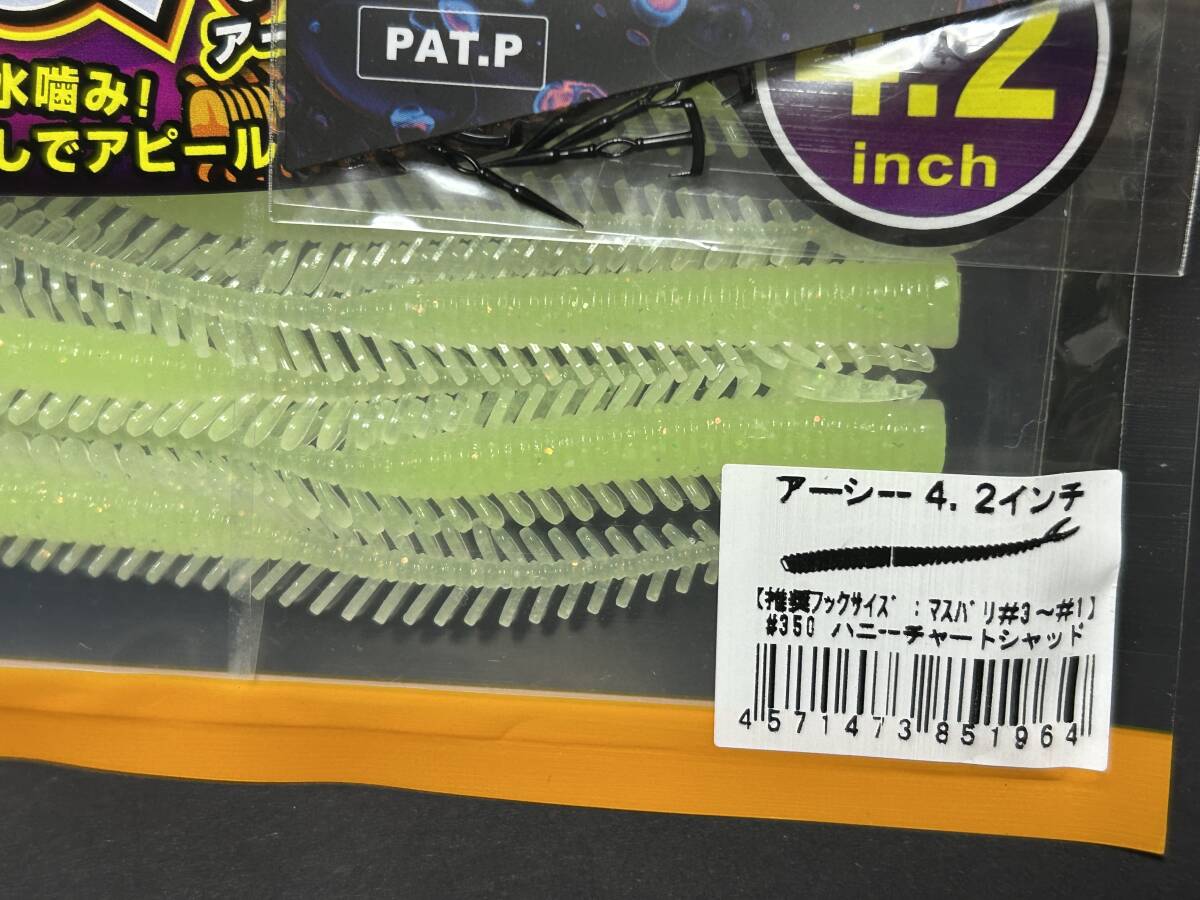 アー
水噛み!
しでアピール
PAT.P
4.2
inch
アーシー 4.2インチ
【推奨フックサイズ:マスバリ#3~#1】
#350 ハニーチャートシャッド
4571473851964